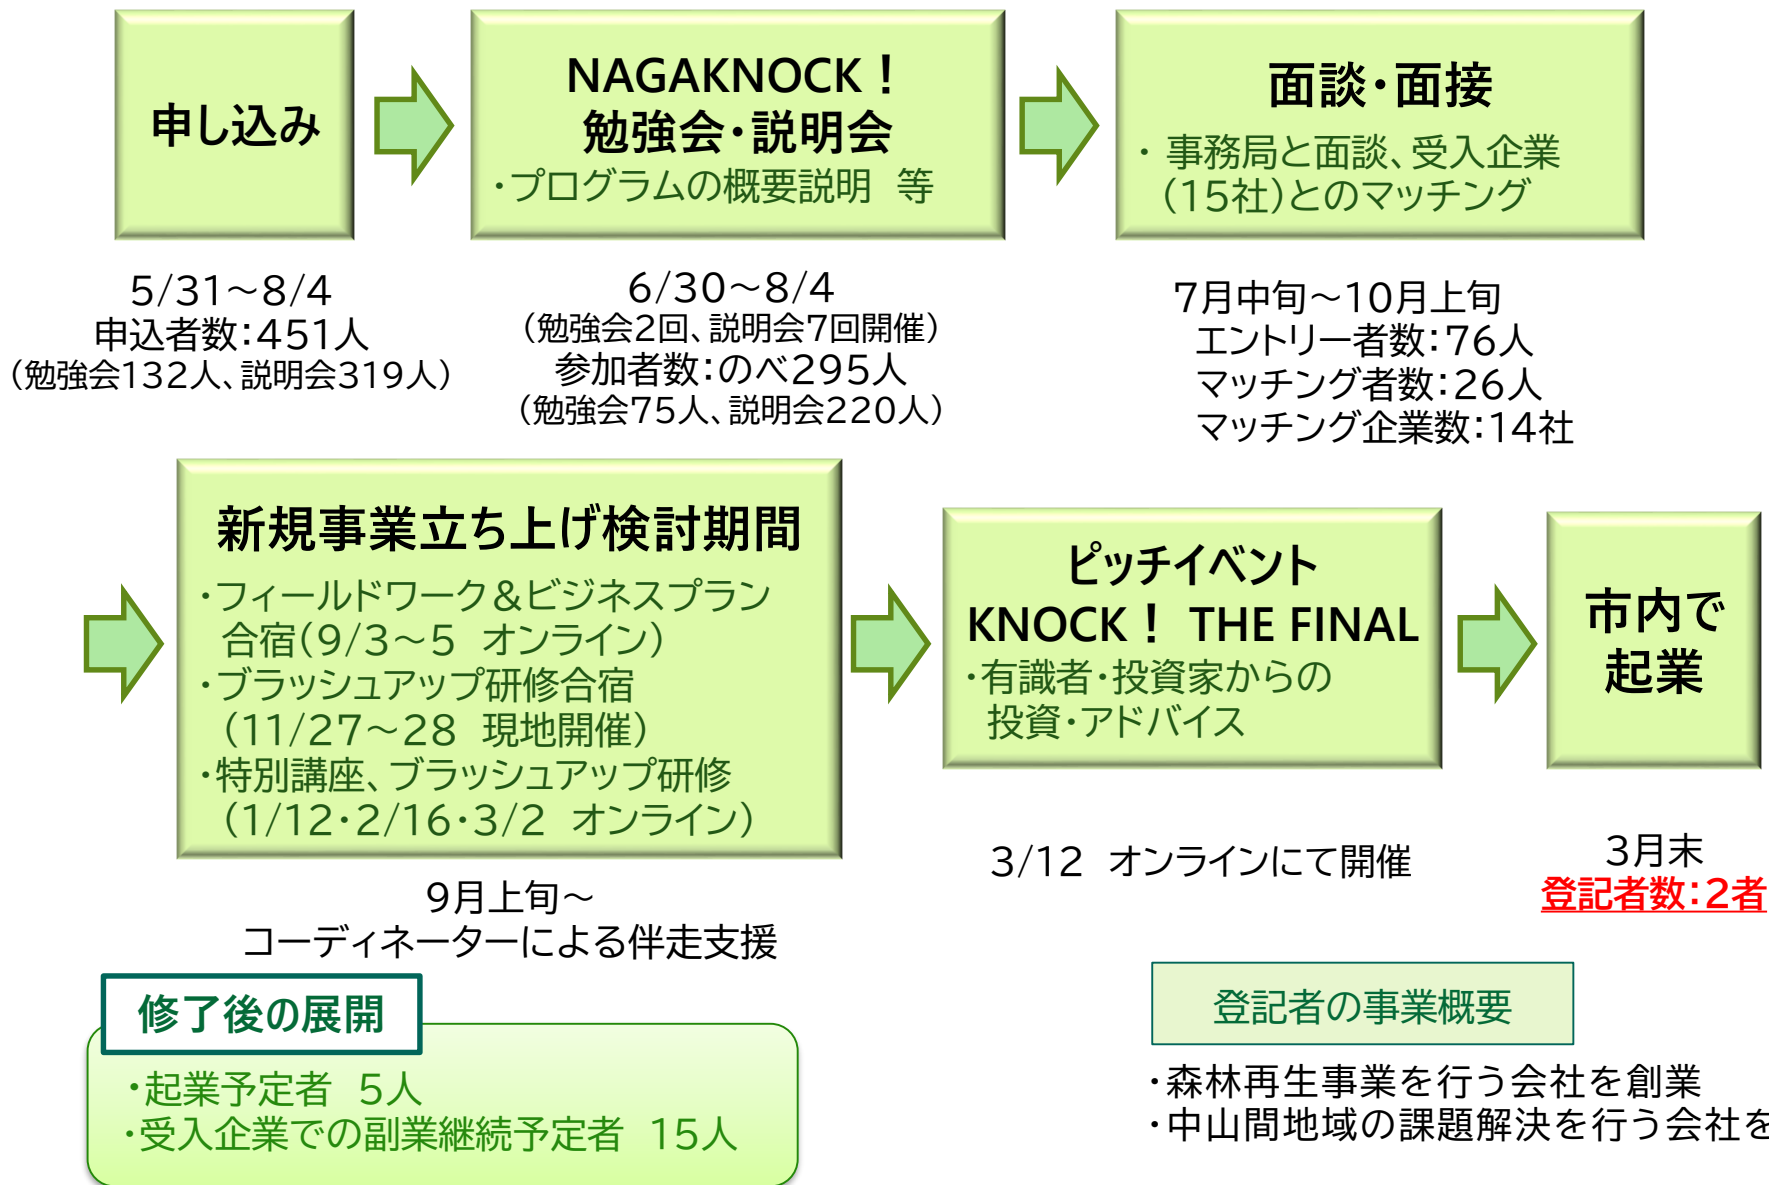 申し込み
NAGAKNOCK！
勉強会・説明会
・プログラムの概要説明　等
面談・面接
・ 事務局と面談、受入企業
（15社）とのマッチング
5/31～8/4
申込者数：451人
（勉強会132人、説明会319人）
6/30～8/4
（勉強会2回、説明会7回開催）
参加者数：のべ295人
（勉強会75人、説明会220人）
7月中旬～10月上旬
エントリー者数：76人
マッチング者数：26人
マッチング企業数：14社
新規事業立ち上げ検討期間
・フィールドワーク＆ビジネスプラン
合宿（9/3～5　オンライン）
・ブラッシュアップ研修合宿
（11/27～28　現地開催）
・特別講座、ブラッシュアップ研修
（1/12・2/16・3/2　オンライン）
9月上旬～
コーディネーターによる伴走支援
ピッチイベント
KNOCK！ THE FINAL
・有識者・投資家からの
投資・アドバイス
3/12　オンラインにて開催
市内で
起業
3月末
登記者数：2者
修了後の展開
・起業予定者　5人
・受入企業での副業継続予定者　15人
登記者の事業概要
・森林再生事業を行う会社を創業
・中山間地域の課題解決を行う会社を